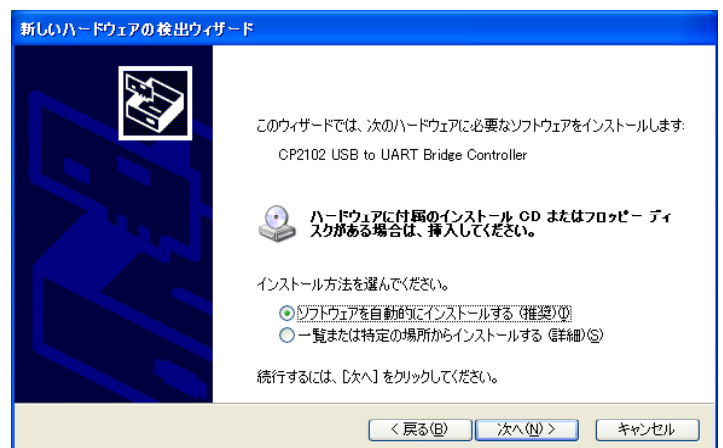 新しいハードウェアの検出ウィザード
このウィザードでは、次のハードウェアに必要なソフトウェアをインストールします:
CP2102 USB to UART Bridge Controller
ハードウェアに付属のインストール CD またはフロッピー ディ
スクがある場合は、挿入してください。
インストール方法を選んでください。
ソフトウェアを自動的にインストールする (推奨)(I)
一覧または特定の場所からインストールする (詳細)(S)
続行するには、[次へ] をクリックしてください。
< 戻る(B) 次へ(N) > キャンセル